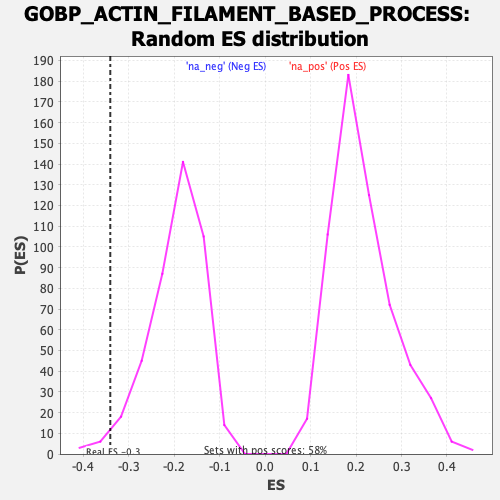 GOBP_ACTIN_FILAMENT_BASED_PROCESS:
Random ES distribution
'na_neg' (Neg ES) 'na_pos' (Pos ES)
P(ES)
190
180
170
160
150
140
130
120
110
100
90
80
70
60
50
40
30
20
10
0
Real ES -0.3 Sets with pos scores: 58%
-0.4 -0.3 -0.2 -0.1 0.0 0.1 0.2 0.3 0.4
ES